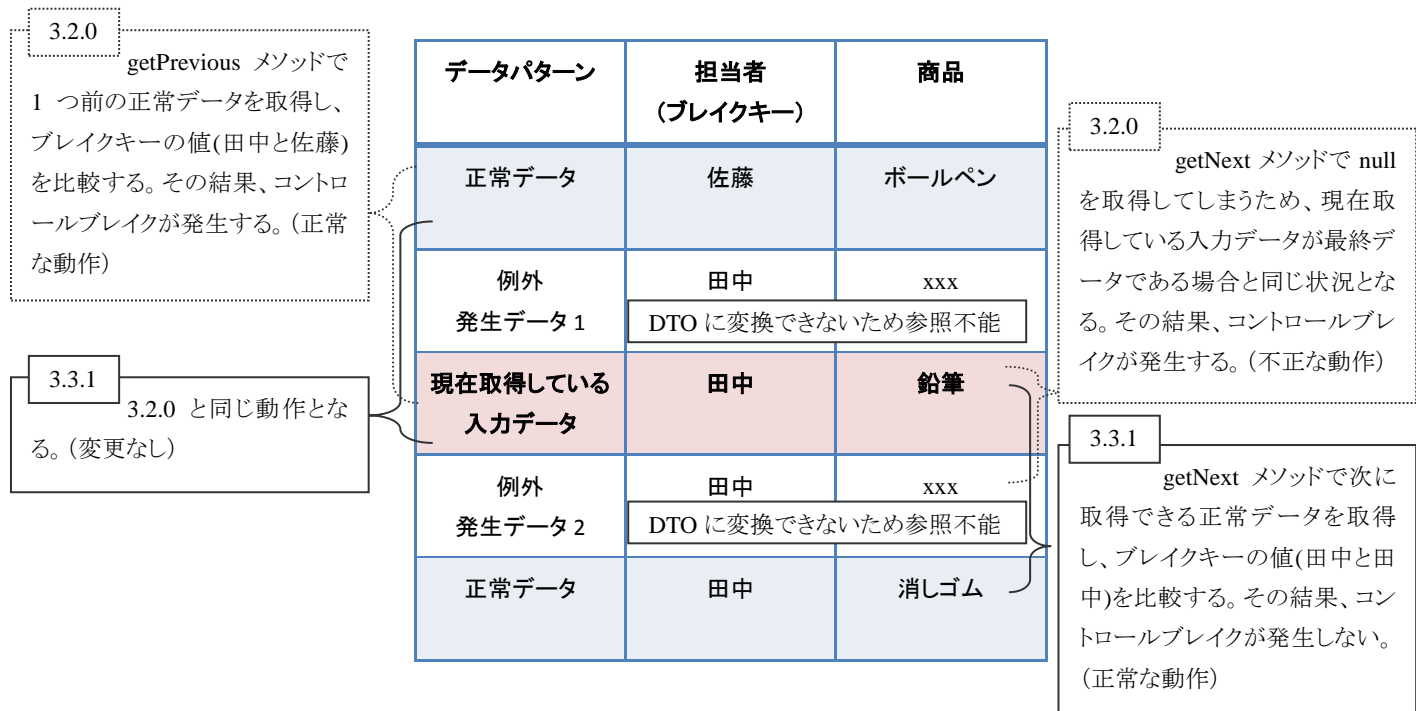 3.2.0
getPrevious メソッドで
1 つ前の正常データを取得し、
ブレイクキーの値(田中と佐藤)
を比較する。その結果、コントロ
ールブレイクが発生する。（正常
な動作）
3.3.1
3.2.0 と同じ動作とな
る。（変更なし）
データパターン 担当者 商品
（ブレイクキー）
正常データ 佐藤 ボールペン
例外 田中 xxx
発生データ 1 DTO に変換できないため参照不能
現在取得している 田中 鉛筆
入力データ
例外 田中 xxx
発生データ 2 DTO に変換できないため参照不能
正常データ 田中 消しゴム
3.2.0
getNext メソッドで null
を取得してしまうため、現在取
得している入力データが最終デ
ータである場合と同じ状況とな
る。その結果、コントロールブレ
イクが発生する。（不正な動作）
3.3.1
getNext メソッドで次に
取得できる正常データを取得
し、ブレイクキーの値(田中と田
中)を比較する。その結果、コン
トロールブレイクが発生しない。
（正常な動作）